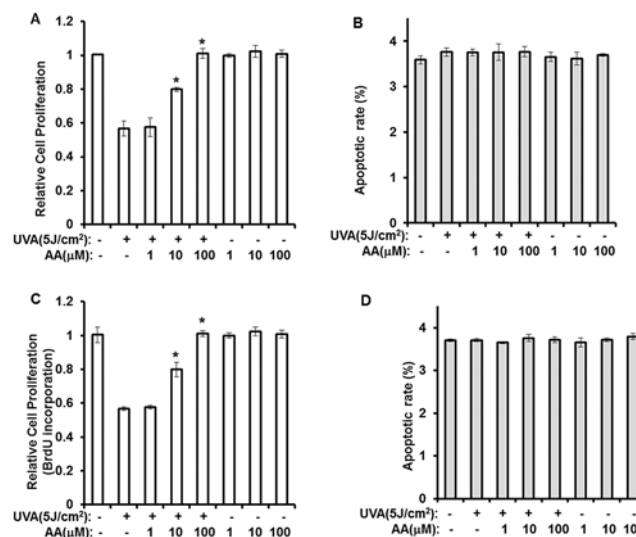 A
Relative Cell Proliferation
1.2
1
0.8
0.6
0.4
0.2
0
* *
UVA(5J/cm²): - + + + + - - -
AA(μM): - - 1 10 100 1 10 100
B
Apoptotic rate (%)
6
4
2
0
UVA(5J/cm²): - + + + + - - -
AA(μM): - - 1 10 100 1 10 100
C
Relative Cell Proliferation
(BrdU incorporation)
1.2
1
0.8
0.6
0.4
0.2
0
* *
UVA(5J/cm²): - + + + + - - -
AA(μM): - - 1 10 100 1 10 100
D
Apoptotic rate (%)
6
4
2
0
UVA(5J/cm²): - + + + + - - -
AA(μM): - - 1 10 100 1 10 10